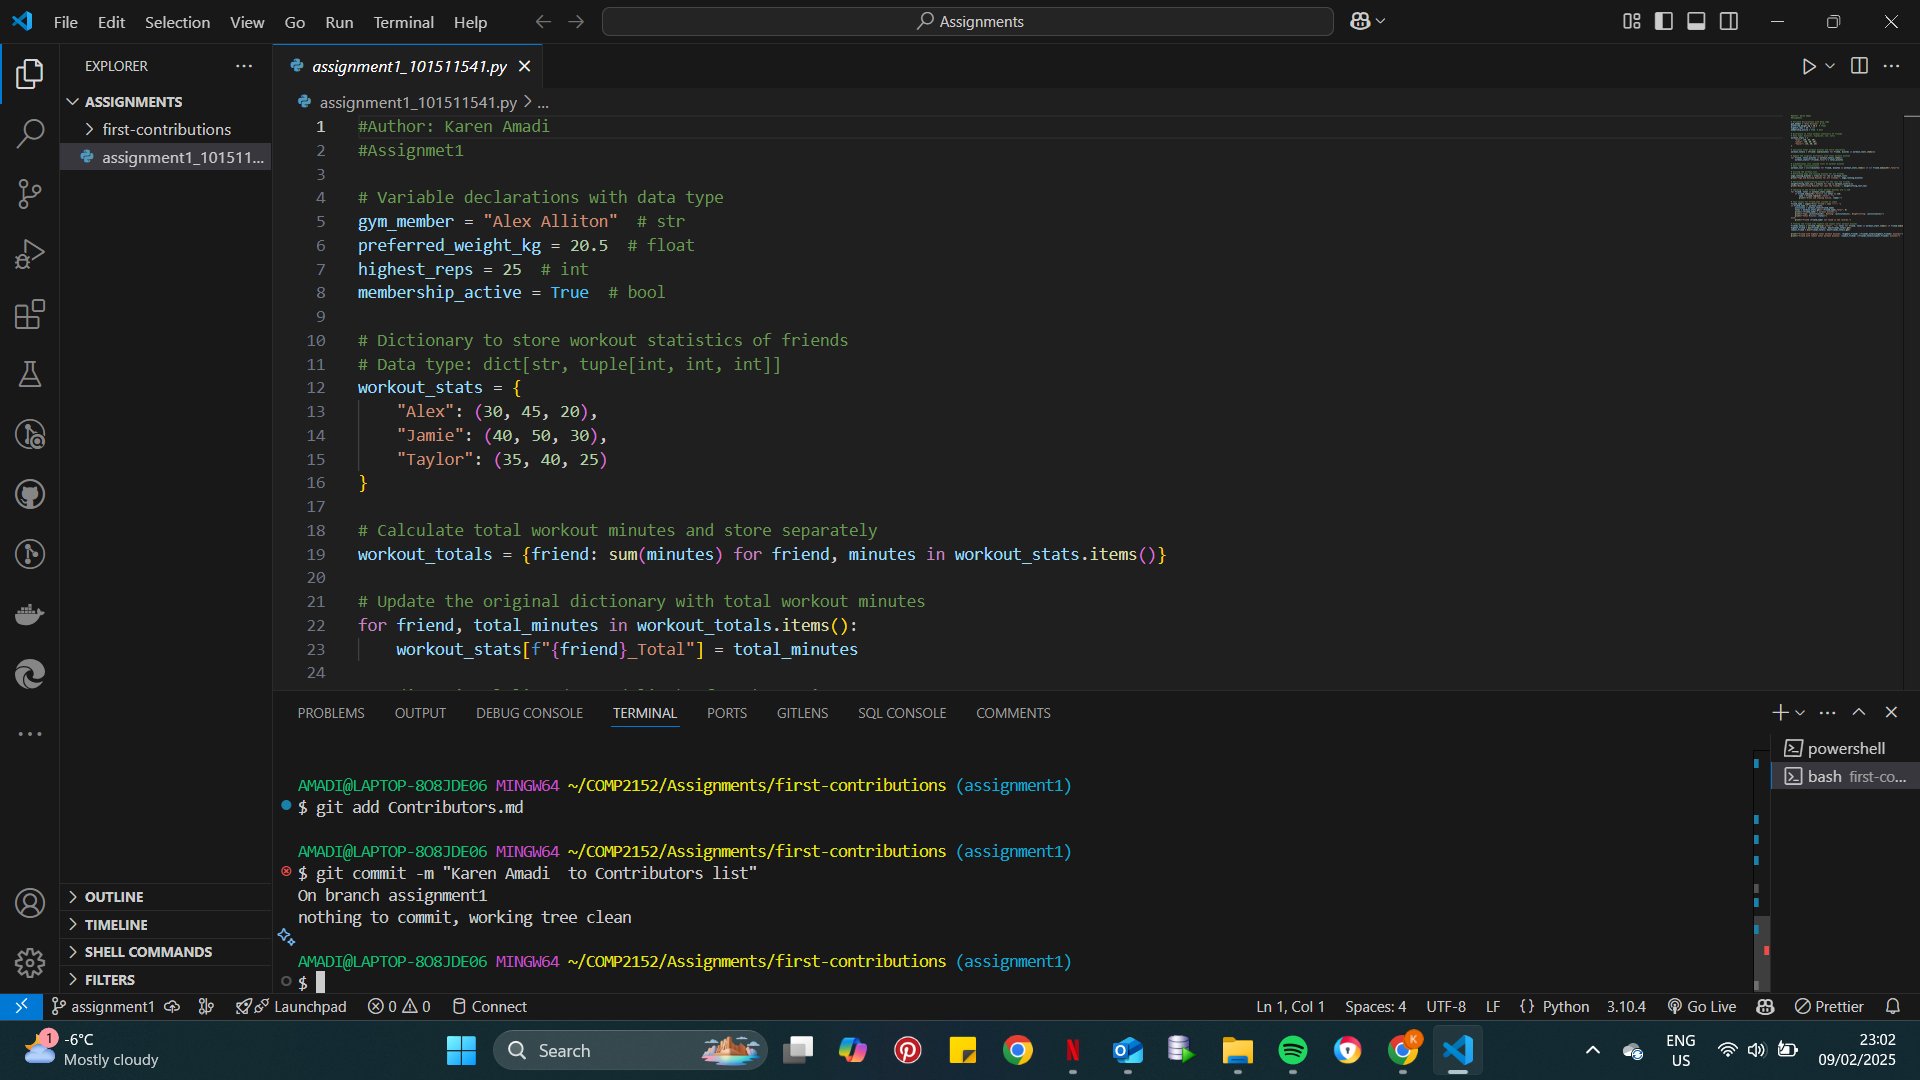 File Edit Selection View Go Run Terminal Help
Assignments
EXPLORER
ASSIGNMENTS
first-contributions
assignment1_101511...
assignment1_101511541.py
assignment1_101511541.py > ...
1 #Author: Karen Amadi
2 #Assignmet1
3
4 # Variable declarations with data type
5 gym_member = "Alex Alliton"  # str
6 preferred_weight_kg = 20.5  # float
7 highest_reps = 25  # int
8 membership_active = True  # bool
9
10 # Dictionary to store workout statistics of friends
11 # Data type: dict[str, tuple[int, int, int]]
12 workout_stats = {
13     "Alex": (30, 45, 20),
14     "Jamie": (40, 50, 30),
15     "Taylor": (35, 40, 25)
16 }
17
18 # Calculate total workout minutes and store separately
19 workout_totals = {friend: sum(minutes) for friend, minutes in workout_stats.items()}
20
21 # Update the original dictionary with total workout minutes
22 for friend, total_minutes in workout_totals.items():
23     workout_stats[f"{friend}_Total"] = total_minutes
24
PROBLEMS OUTPUT DEBUG CONSOLE TERMINAL PORTS GITLENS SQL CONSOLE COMMENTS
powershell
bash first-co...
AMADI@LAPTOP-8O8JDE06 MINGW64 ~/COMP2152/Assignments/first-contributions (assignment1)
$ git add Contributors.md
AMADI@LAPTOP-8O8JDE06 MINGW64 ~/COMP2152/Assignments/first-contributions (assignment1)
$ git commit -m "Karen Amadi  to Contributors list"
On branch assignment1
nothing to commit, working tree clean
AMADI@LAPTOP-8O8JDE06 MINGW64 ~/COMP2152/Assignments/first-contributions (assignment1)
$
OUTLINE
TIMELINE
SHELL COMMANDS
FILTERS
assignment1 Launchpad 0 0 Connect Ln 1, Col 1 Spaces: 4 UTF-8 LF {} Python 3.10.4 Go Live Prettier
1
-6°C
Mostly cloudy
Search
K
ENG
US
23:02
09/02/2025